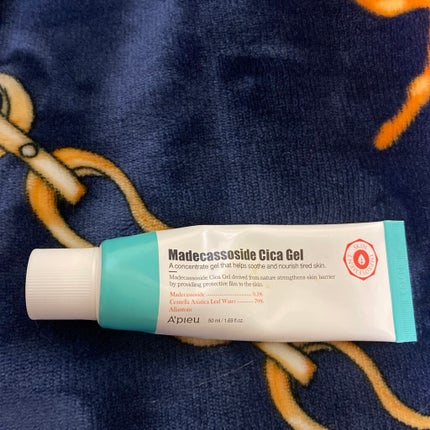 Madecassoside Cica Gel
A concentrate gel that helps soothe and nourish tired skin.
Madecassoside Cica Gel derived from nature strengthens skin barrier
by providing protective film to the skin.
Madecassoside
Centella Asiatica Leaf Water 70%
Allantoin
A'pieu
50 ml / 1.69 fl.oz.
SKIN